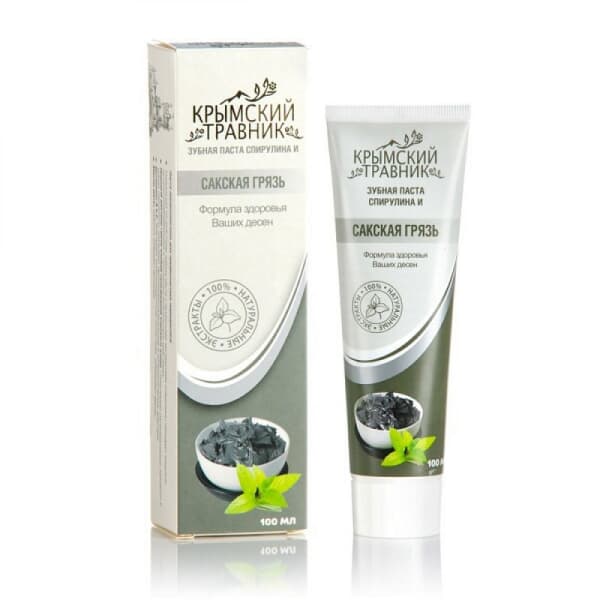 КРЫМСКИЙ
ТРАВНИК
ЗУБНАЯ ПАСТА СПИРУЛИНА И
САКСКАЯ ГРЯЗЬ
Формула здоровья
Ваших десен
100% • НАТУРАЛЬНЫЕ • ЭКСТРАКТЫ •
100 МЛ
КРЫМСКИЙ
ТРАВНИК
ЗУБНАЯ ПАСТА
СПИРУЛИНА И
САКСКАЯ ГРЯЗЬ
Формула здоровья
Ваших десен
100% • НАТУРАЛЬНЫЕ • ЭКСТРАКТЫ •
100 М